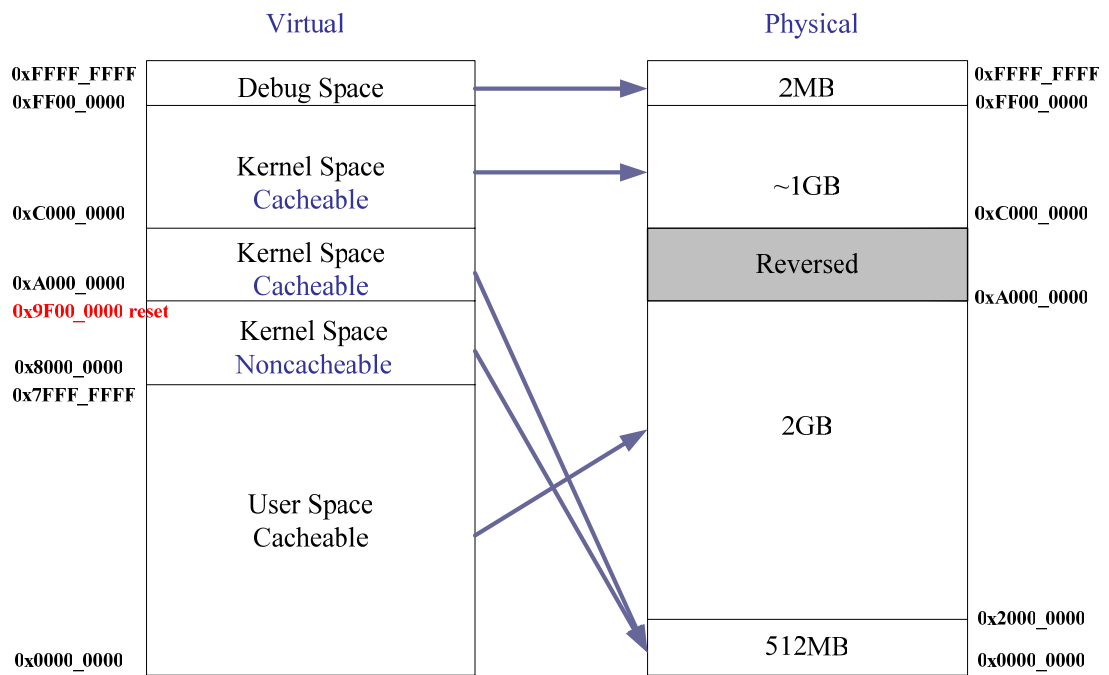 Virtual
Physical
0xFFFF_FFFF
0xFF00_0000
Debug Space
2MB
0xFFFF_FFFF
0xFF00_0000
Kernel Space
Cacheable
~1GB
0xC000_0000
0xC000_0000
Kernel Space
Cacheable
Reversed
0xA000_0000
0xA000_0000
0x9F00_0000 reset
Kernel Space
Noncacheable
0x8000_0000
0x7FFF_FFFF
2GB
User Space
Cacheable
0x2000_0000
512MB
0x0000_0000
0x0000_0000